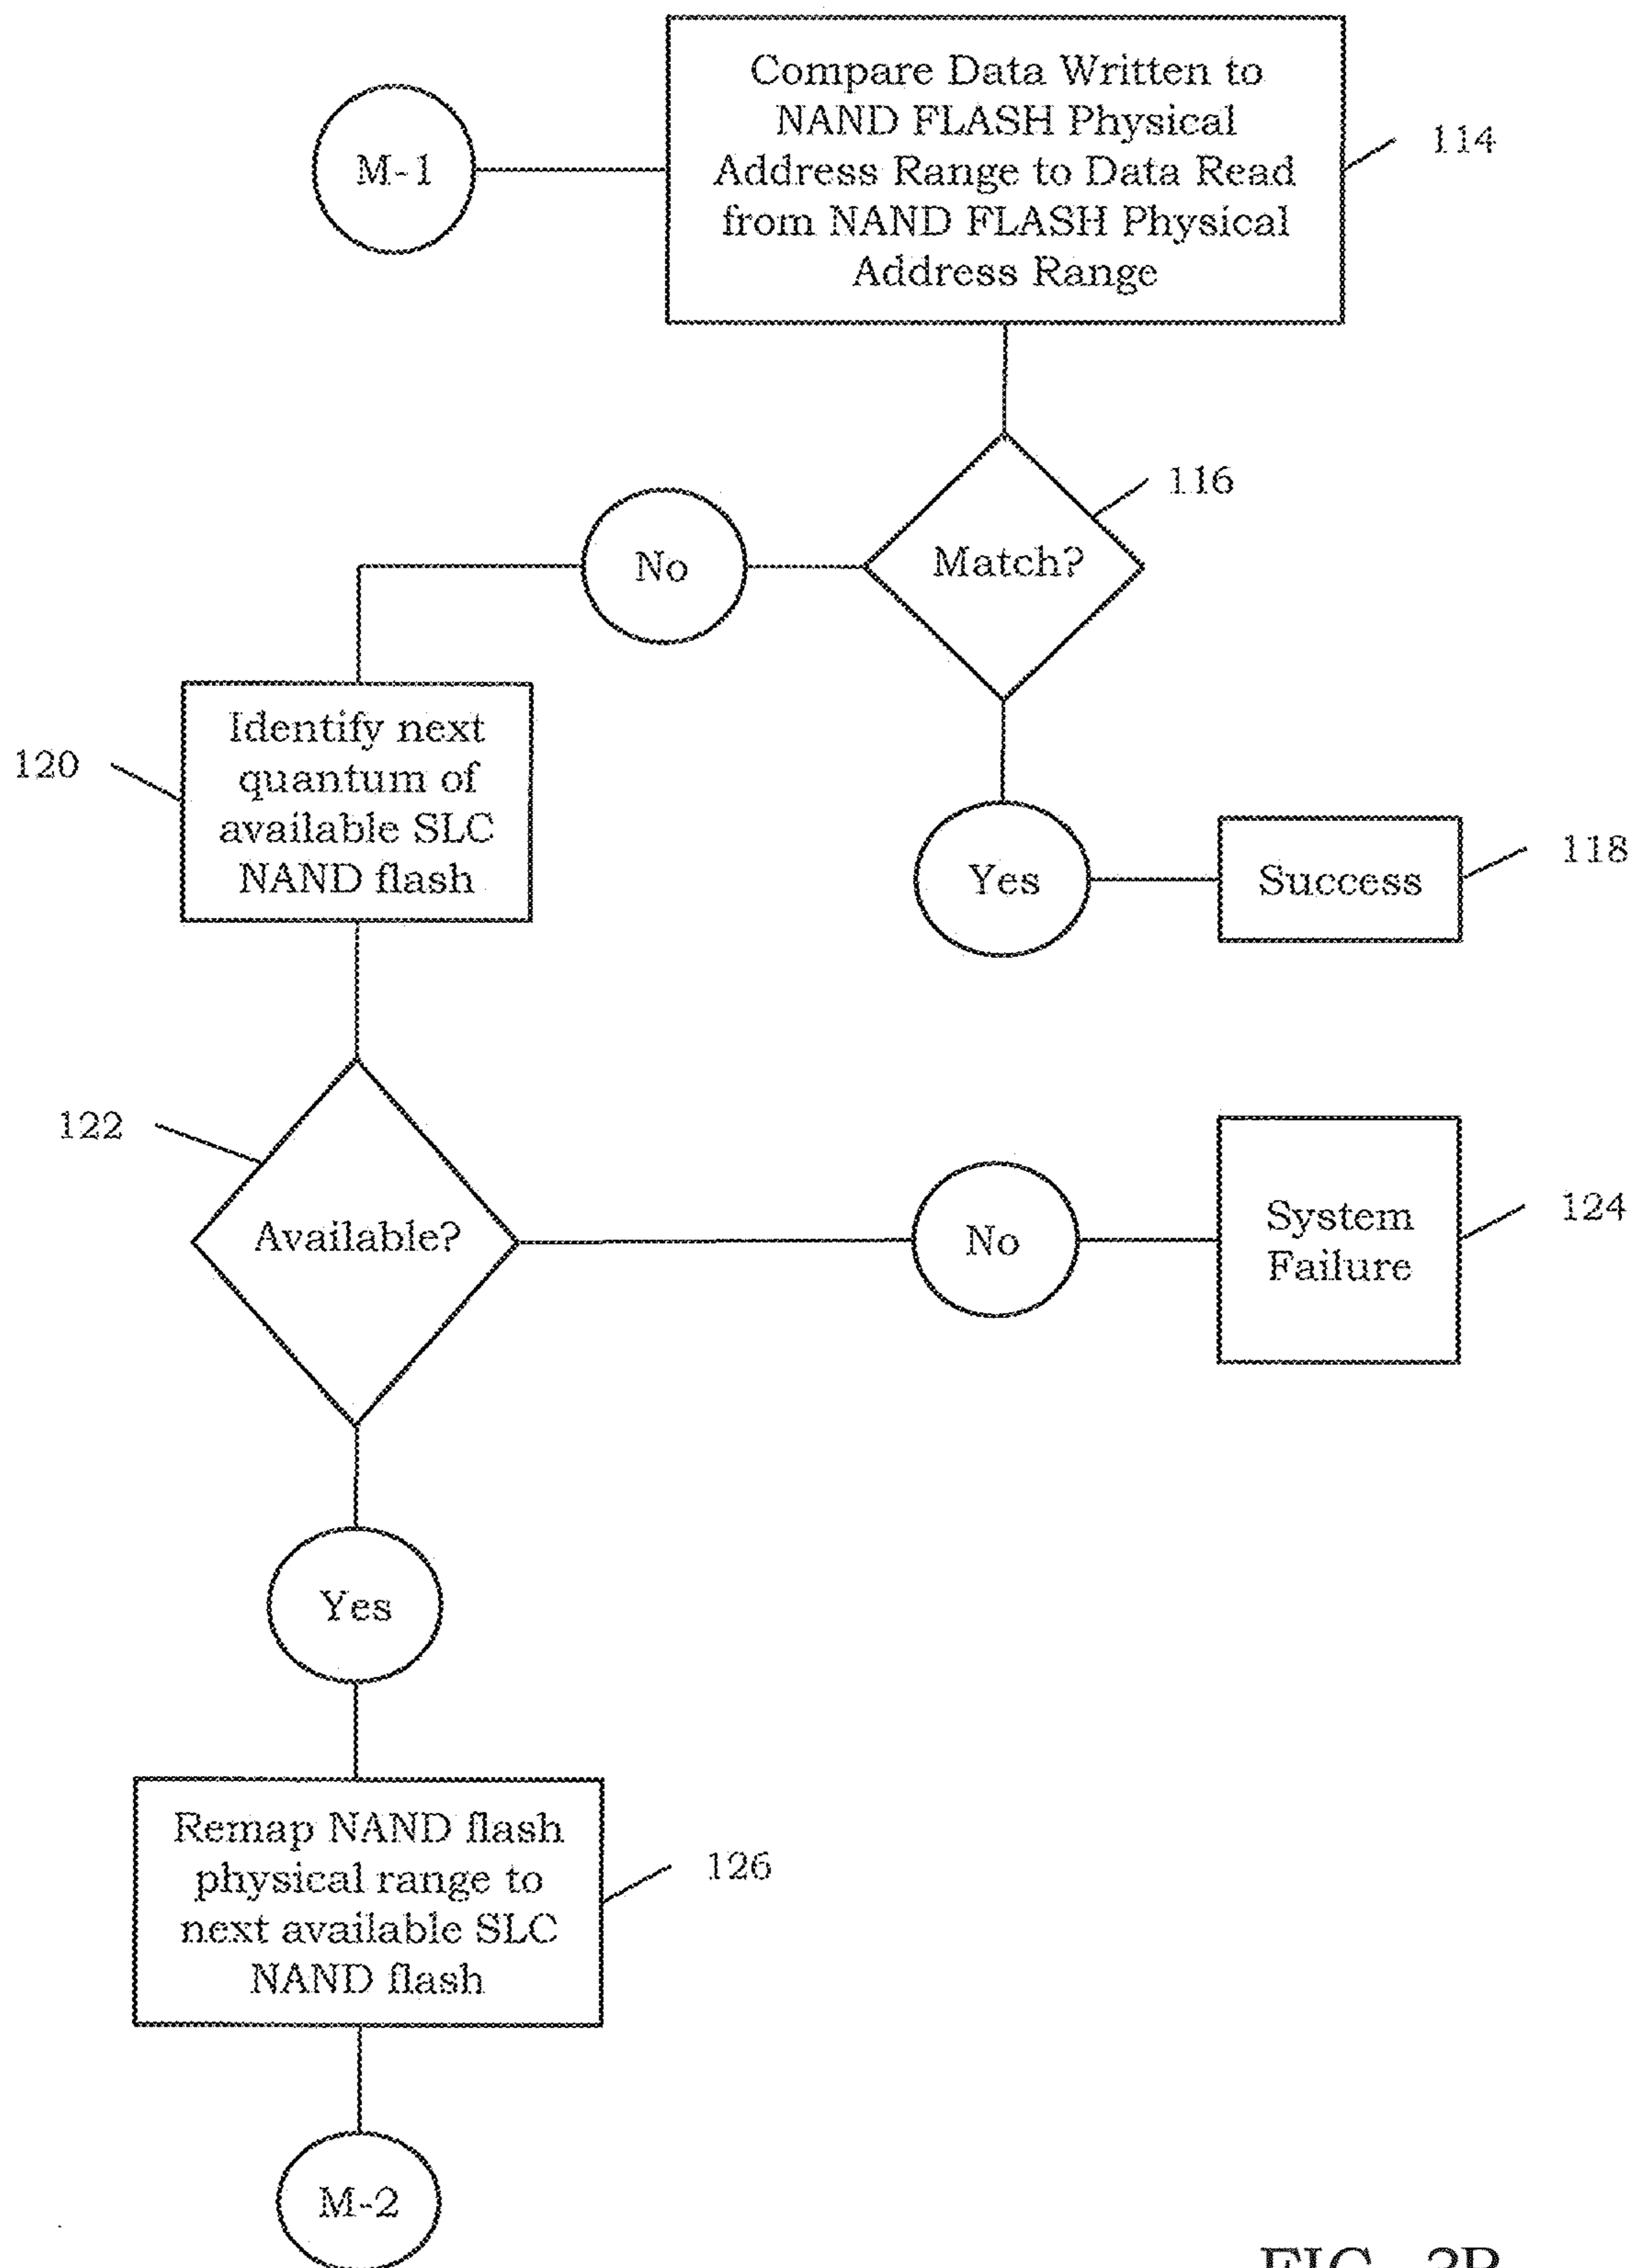 Compare Data Written to
NAND FLASH Physical
Address Range to Data Read
from NAND FLASH Physical
Address Range
M-1
114
116
Match?
No
Identify next
quantum of
available SLC
NAND flash
120
Yes
Success
118
122
Available?
No
System
Failure
124
Yes
Remap NAND flash
physical range to
next available SLC
NAND flash
126
M-2